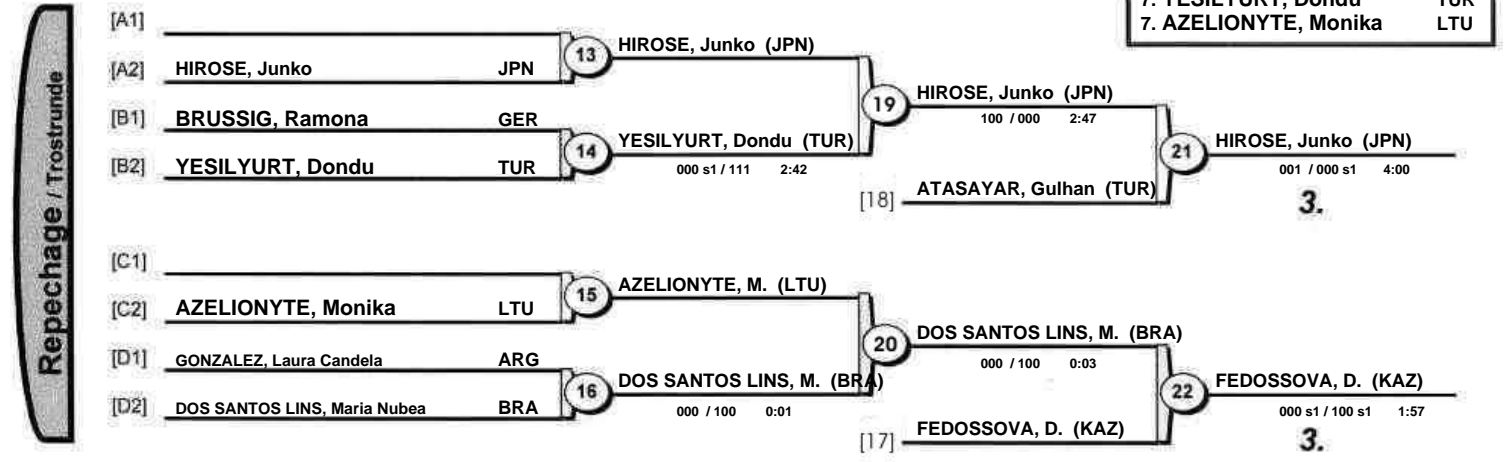 7. YESILYURT, Dondu TUR
7. AZELIONYTE, Monika LTU
Repechage / Trostrunde
[A1]
[A2] HIROSE, Junko JPN
13 HIROSE, Junko (JPN)
[B1] BRUSSIG, Ramona GER
[B2] YESILYURT, Dondu TUR
14 YESILYURT, Dondu (TUR)
000 s1 / 111 2:42
19 HIROSE, Junko (JPN)
100 / 000 2:47
[18] ATASAYAR, Gulhan (TUR)
21 HIROSE, Junko (JPN)
001 / 000 s1 4:00
3.
[C1]
[C2] AZELIONYTE, Monika LTU
15 AZELIONYTE, M. (LTU)
[D1] GONZALEZ, Laura Candela ARG
[D2] DOS SANTOS LINS, Maria Nubea BRA
16 DOS SANTOS LINS, M. (BRA)
000 / 100 0:01
20 DOS SANTOS LINS, M. (BRA)
000 / 100 0:03
[17] FEDOSSOVA, D. (KAZ)
22 FEDOSSOVA, D. (KAZ)
000 s1 / 100 s1 1:57
3.